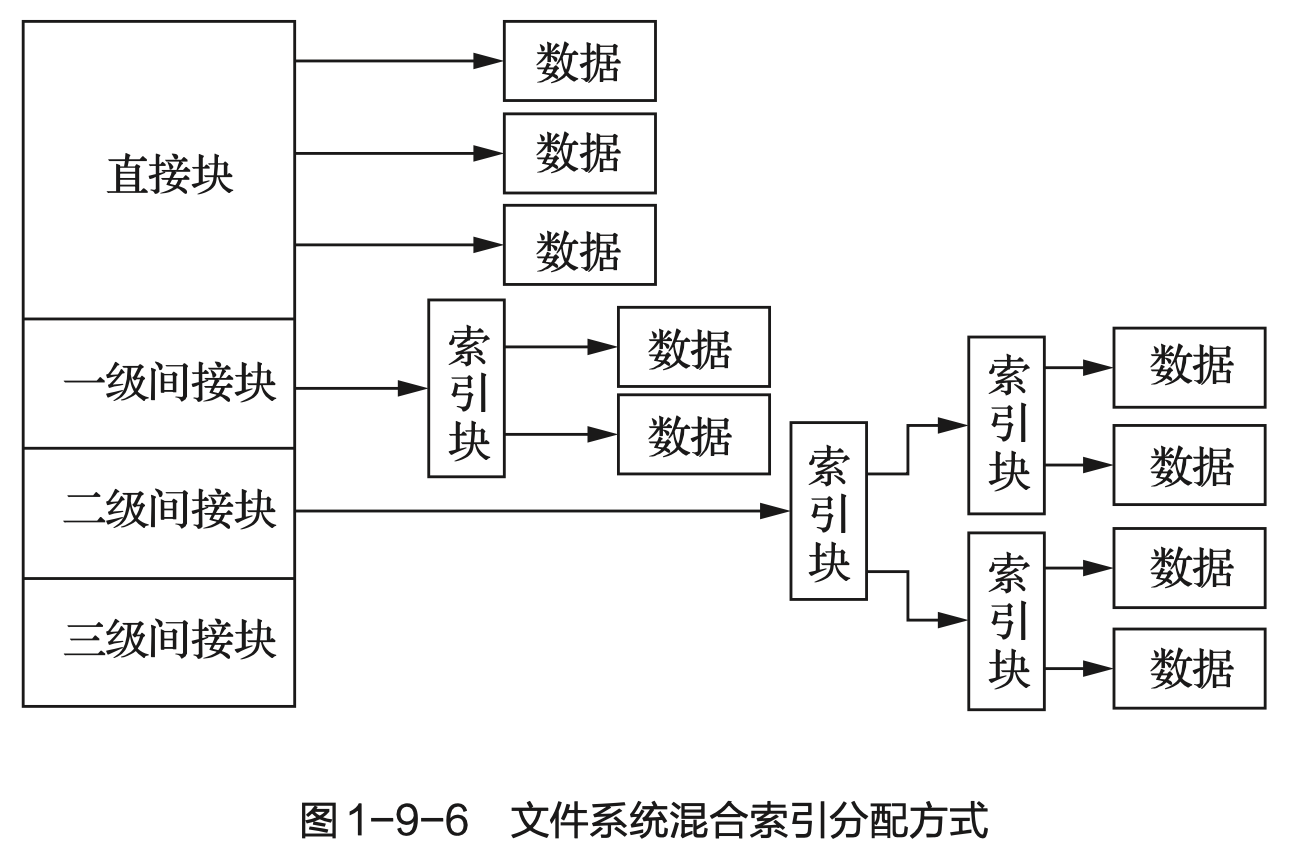 直接块
数据
数据
数据
一级间接块
索引块
数据
数据
二级间接块
索引块
索引块
数据
数据
索引块
数据
数据
三级间接块
图 1-9-6 文件系统混合索引分配方式